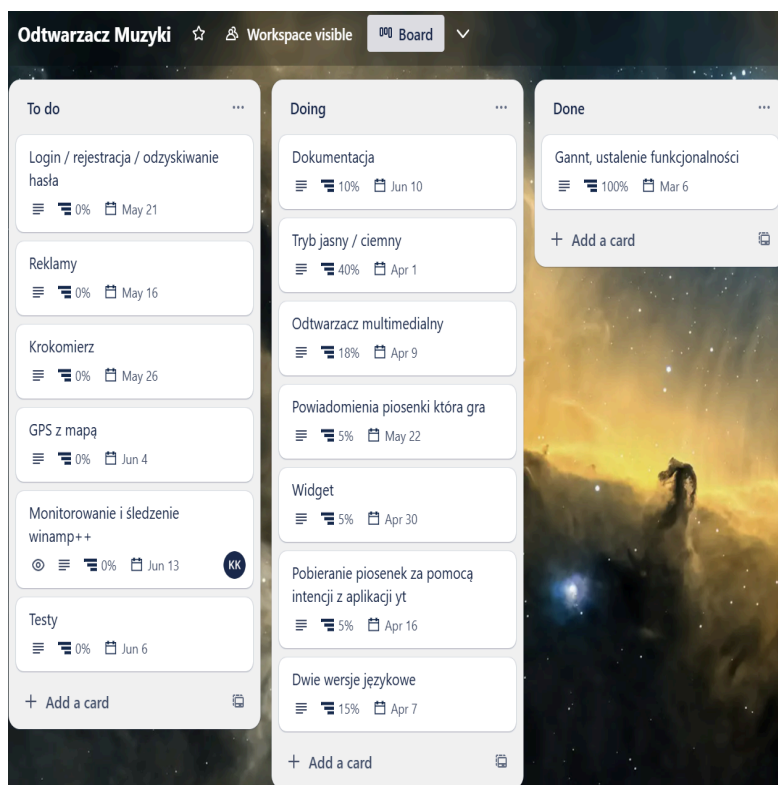 Odtwarzacz Muzyki
Workspace visible
Board
To do
Login / rejestracja / odzyskiwanie
hasła
0% May 21
Reklamy
0% May 16
Krokomierz
0% May 26
GPS z mapą
0% Jun 4
Monitorowanie i śledzenie
winamp++
0% Jun 13 KK
Testy
0% Jun 6
+ Add a card
Doing
Dokumentacja
10% Jun 10
Tryb jasny / ciemny
40% Apr 1
Odtwarzacz multimedialny
18% Apr 9
Powiadomienia piosenki która gra
5% May 22
Widget
5% Apr 30
Pobieranie piosenek za pomocą
intencji z aplikacji yt
5% Apr 16
Dwie wersje językowe
15% Apr 7
+ Add a card
Done
Gannt, ustalenie funkcjonalności
100% Mar 6
+ Add a card